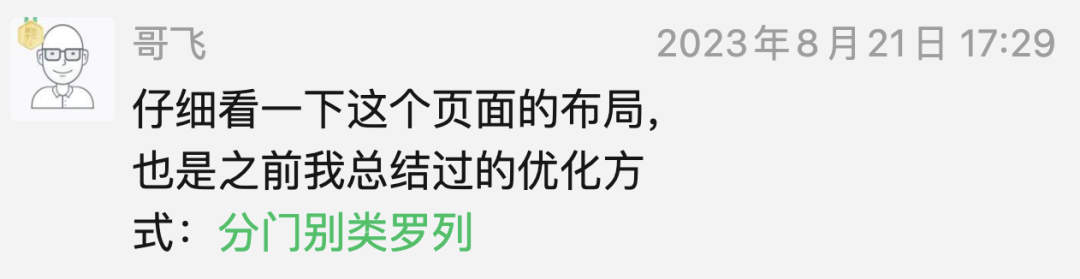 哥飞
2023年8月21日 17:29
仔细看一下这个页面的布局,
也是之前我总结过的优化方
式：分门别类罗列